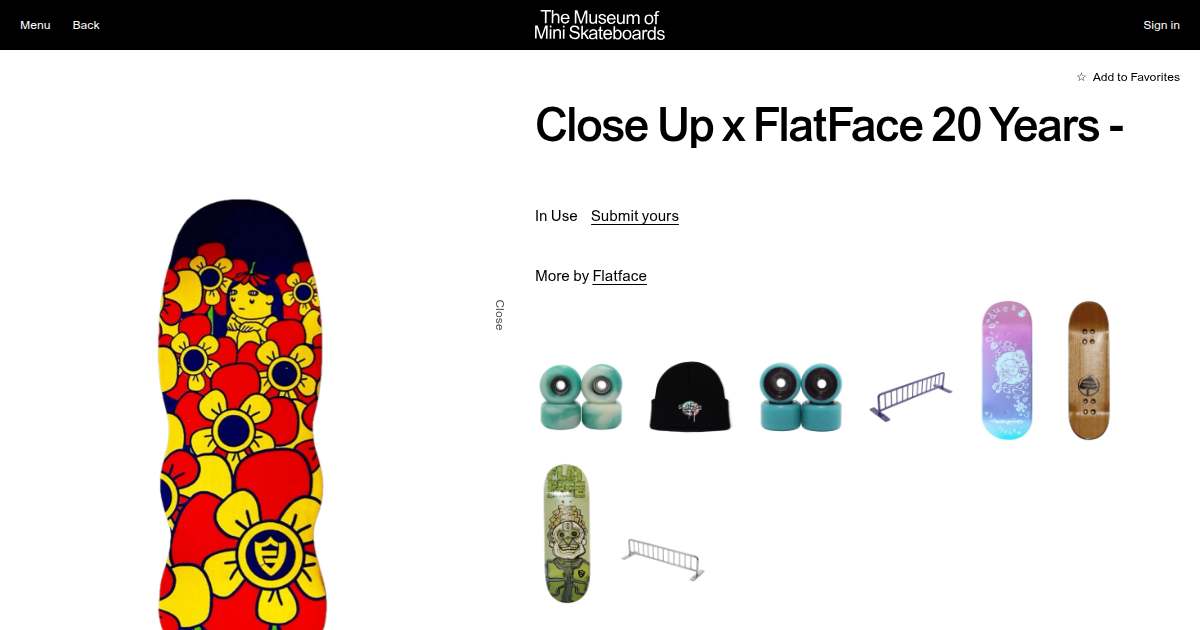 Menu
Back
The Museum of
Mini Skateboards
Sign in
☆ Add to Favorites
Close Up x FlatFace 20 Years -
In Use Submit yours
More by Flatface
Close